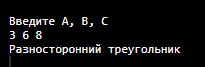 Введите A, B, C
3 6 8
Разносторонний треугольник